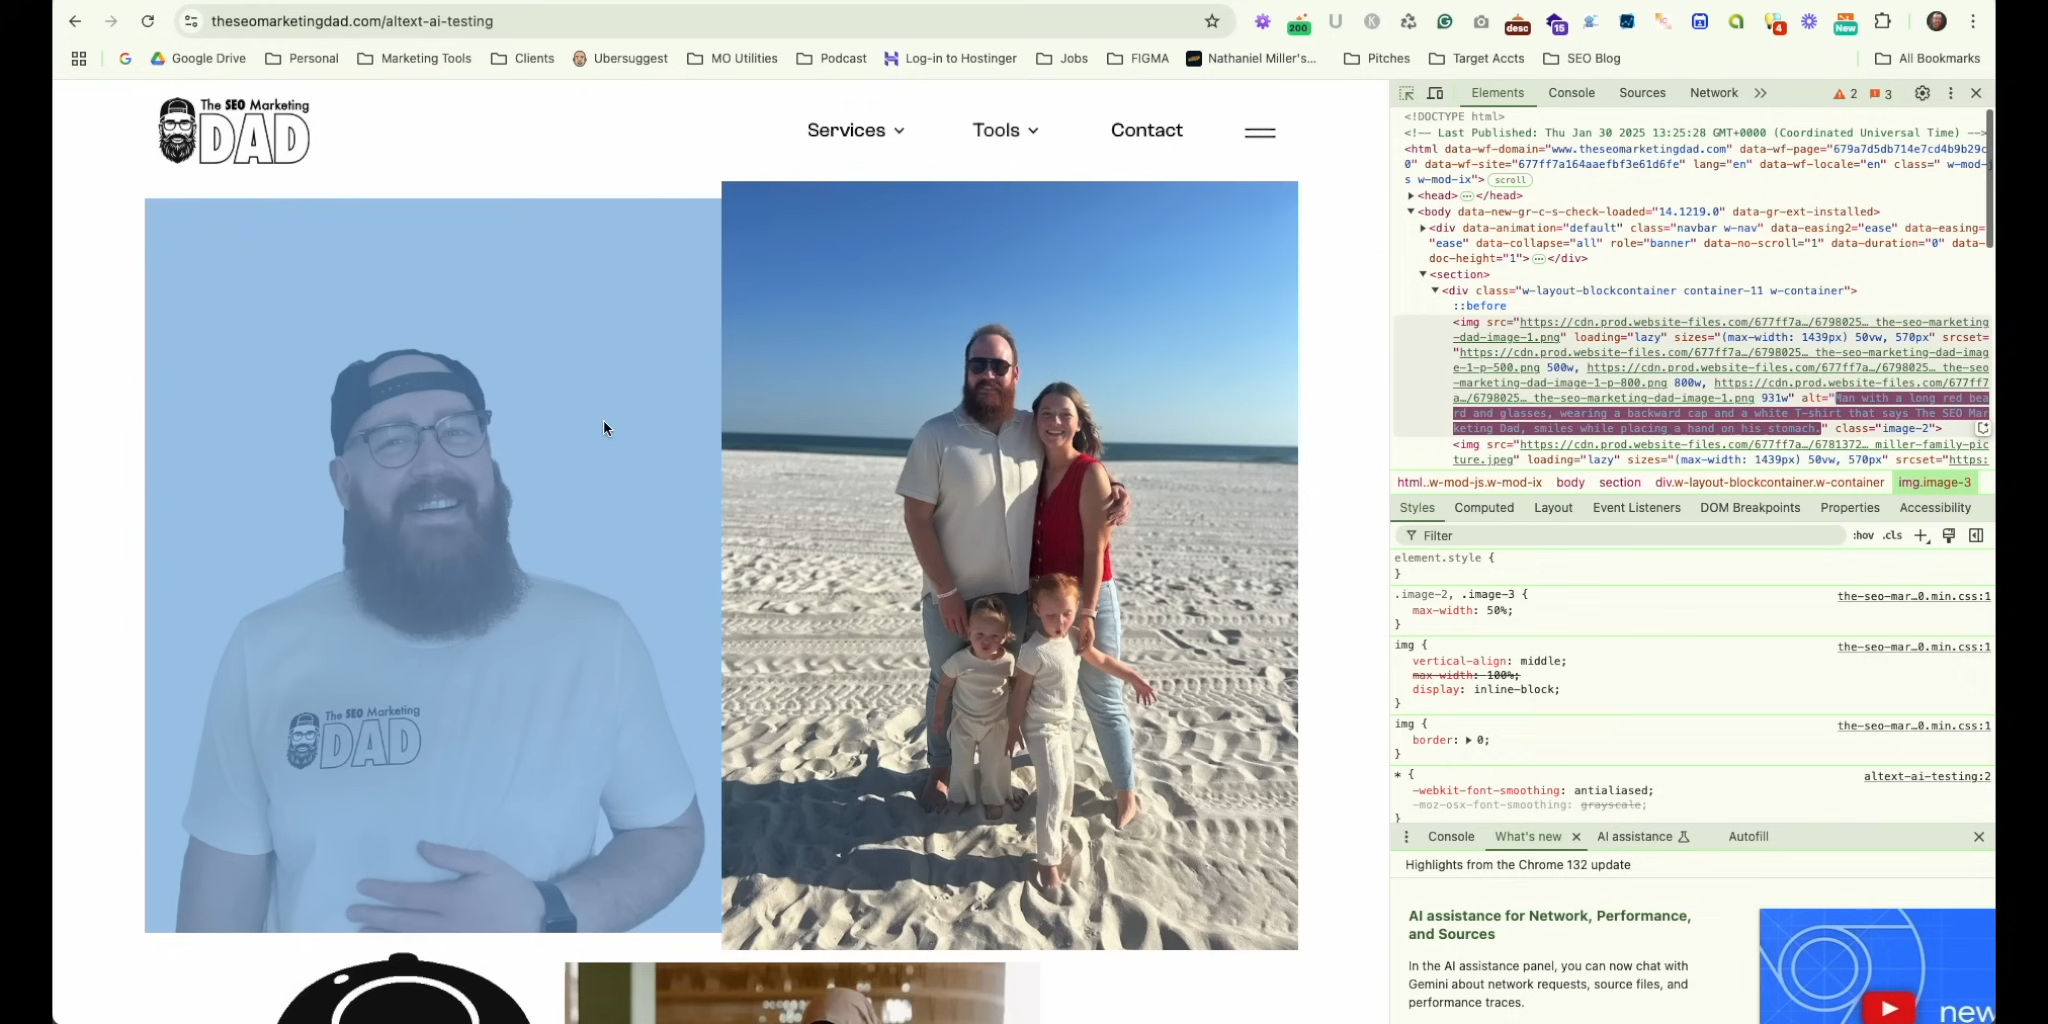 theseomarketingdad.com/altext-ai-testing
200
desc
15
4
New
Google Drive
Personal
Marketing Tools
Clients
Ubersuggest
MO Utilities
Podcast
Log-in to Hostinger
Jobs
FIGMA
Nathaniel Miller's...
Pitches
Target Accts
SEO Blog
All Bookmarks
The SEO Marketing
DAD
Services
Tools
Contact
The SEO Marketing
DAD
Elements
Console
Sources
Network
2
3
<!DOCTYPE html>
<!-- Last Published: Thu Jan 30 2025 13:25:28 GMT+0000 (Coordinated Universal Time) -->
<html data-wf-domain="www.theseomarketingdad.com" data-wf-page="679a7d5db714e7cd4b9b29c
0" data-wf-site="677ff7a164aaefbf3e61d6fe" lang="en" data-wf-locale="en" class=" w-mod-j
s w-mod-ix"> scroll
<head> … </head>
<body data-new-gr-c-s-check-loaded="14.1219.0" data-gr-ext-installed>
<div data-animation="default" class="navbar w-nav" data-easing2="ease" data-easing=
"ease" data-collapse="all" role="banner" data-no-scroll="1" data-duration="0" data-
doc-height="1"> … </div>
<section>
<div class="w-layout-blockcontainer container-11 w-container">
::before
<img src="https://cdn.prod.website-files.com/677ff7a…/6798025… the-seo-marketing
-dad-image-1.png" loading="lazy" sizes="(max-width: 1439px) 50vw, 570px" srcset=
"https://cdn.prod.website-files.com/677ff7a…/6798025… the-seo-marketing-dad-imag
e-1-p-500.png 500w, https://cdn.prod.website-files.com/677ff7a…/6798025… the-seo
-marketing-dad-image-1-p-800.png 800w, https://cdn.prod.website-files.com/677ff7
a…/6798025… the-seo-marketing-dad-image-1.png 931w" alt="Man with a long red bea
rd and glasses, wearing a backward cap and a white T-shirt that says The SEO Mar
keting Dad, smiles while placing a hand on his stomach." class="image-2">
<img src="https://cdn.prod.website-files.com/677ff7a…/6781372… miller-family-pic
ture.jpeg" loading="lazy" sizes="(max-width: 1439px) 50vw, 570px" srcset="https:
html..w-mod-js.w-mod-ix body section div.w-layout-blockcontainer.w-container img.image-3
Styles
Computed
Layout
Event Listeners
DOM Breakpoints
Properties
Accessibility
Filter
:hov .cls
element.style {
}
.image-2, .image-3 {
the-seo-mar…0.min.css:1
max-width: 50%;
}
img {
the-seo-mar…0.min.css:1
vertical-align: middle;
max-width: 100%;
display: inline-block;
}
img {
the-seo-mar…0.min.css:1
border: 0;
}
* {
altext-ai-testing:2
-webkit-font-smoothing: antialiased;
-moz-osx-font-smoothing: grayscale;
}
Console
What's new
AI assistance
Autofill
Highlights from the Chrome 132 update
AI assistance for Network, Performance,
and Sources
In the AI assistance panel, you can now chat with
Gemini about network requests, source files, and
performance traces.
new